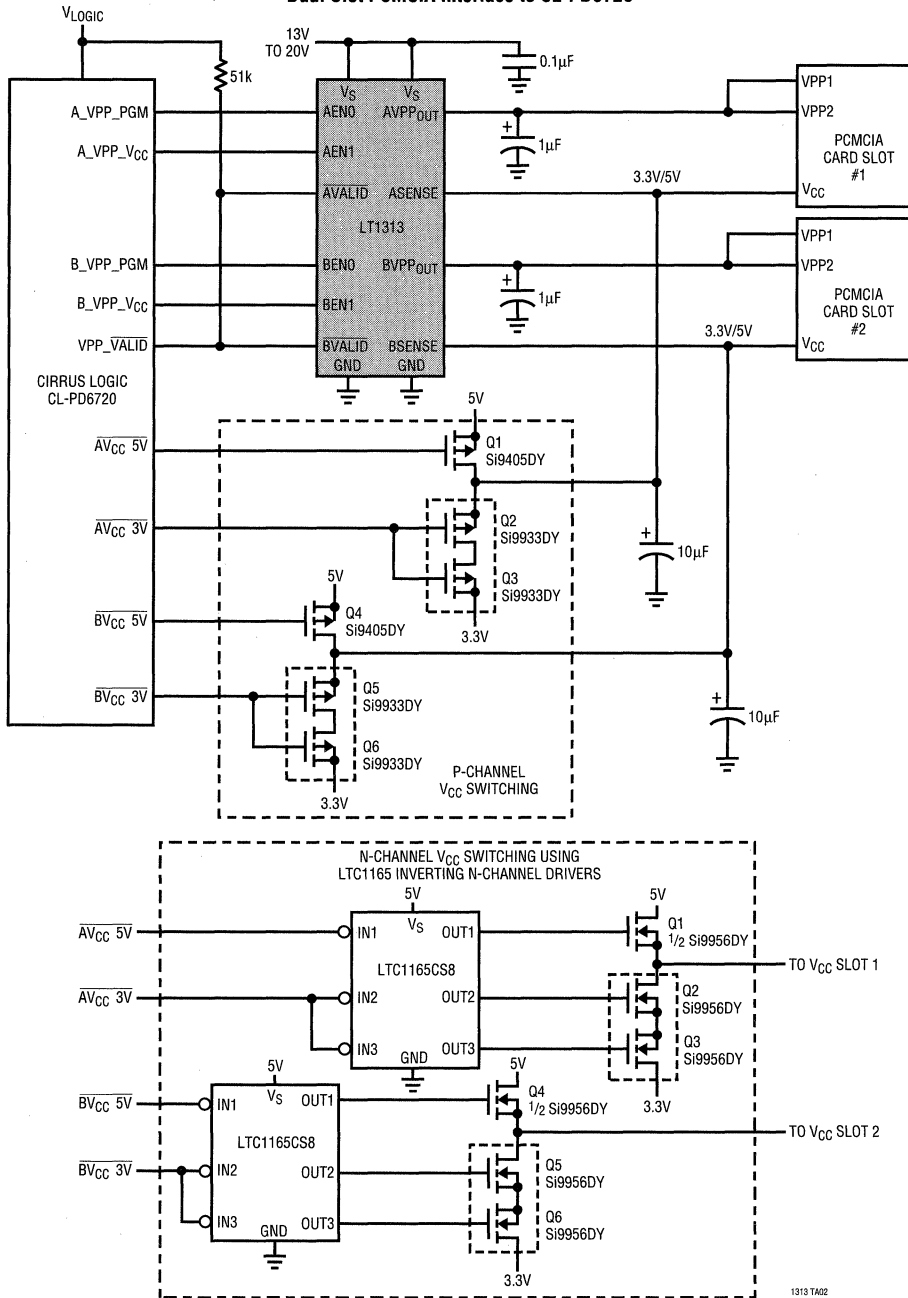 Dual Slot PCMCIA Interface to CL-PD6720
VLOGIC
51k
13V
TO 20V
0.1µF
VS
VS
A_VPP_PGM
AEN0
AVPPOUT
A_VPP_VCC
AEN1
1µF
AVALID
ASENSE
3.3V/5V
LT1313
VPP1
VPP2
PCMCIA
CARD SLOT
#1
VCC
B_VPP_PGM
BEN0
BVPPOUT
B_VPP_VCC
BEN1
1µF
VPP_VALID
BVALID
BSENSE
3.3V/5V
GND
GND
VPP1
VPP2
PCMCIA
CARD SLOT
#2
VCC
CIRRUS LOGIC
CL-PD6720
5V
AVCC 5V
Q1
Si9405DY
AVCC 3V
Q2
Si9933DY
Q3
Si9933DY
3.3V
10µF
5V
BVCC 5V
Q4
Si9405DY
BVCC 3V
Q5
Si9933DY
Q6
Si9933DY
3.3V
10µF
P-CHANNEL
VCC SWITCHING
N-CHANNEL VCC SWITCHING USING
LTC1165 INVERTING N-CHANNEL DRIVERS
5V
VS
AVCC 5V
IN1
OUT1
LTC1165CS8
AVCC 3V
IN2
OUT2
IN3
OUT3
GND
5V
Q1
1/2 Si9956DY
TO VCC SLOT 1
Q2
Si9956DY
Q3
Si9956DY
3.3V
5V
VS
BVCC 5V
IN1
OUT1
LTC1165CS8
BVCC 3V
IN2
OUT2
IN3
OUT3
GND
5V
Q4
1/2 Si9956DY
TO VCC SLOT 2
Q5
Si9956DY
Q6
Si9956DY
3.3V
1313 TA02